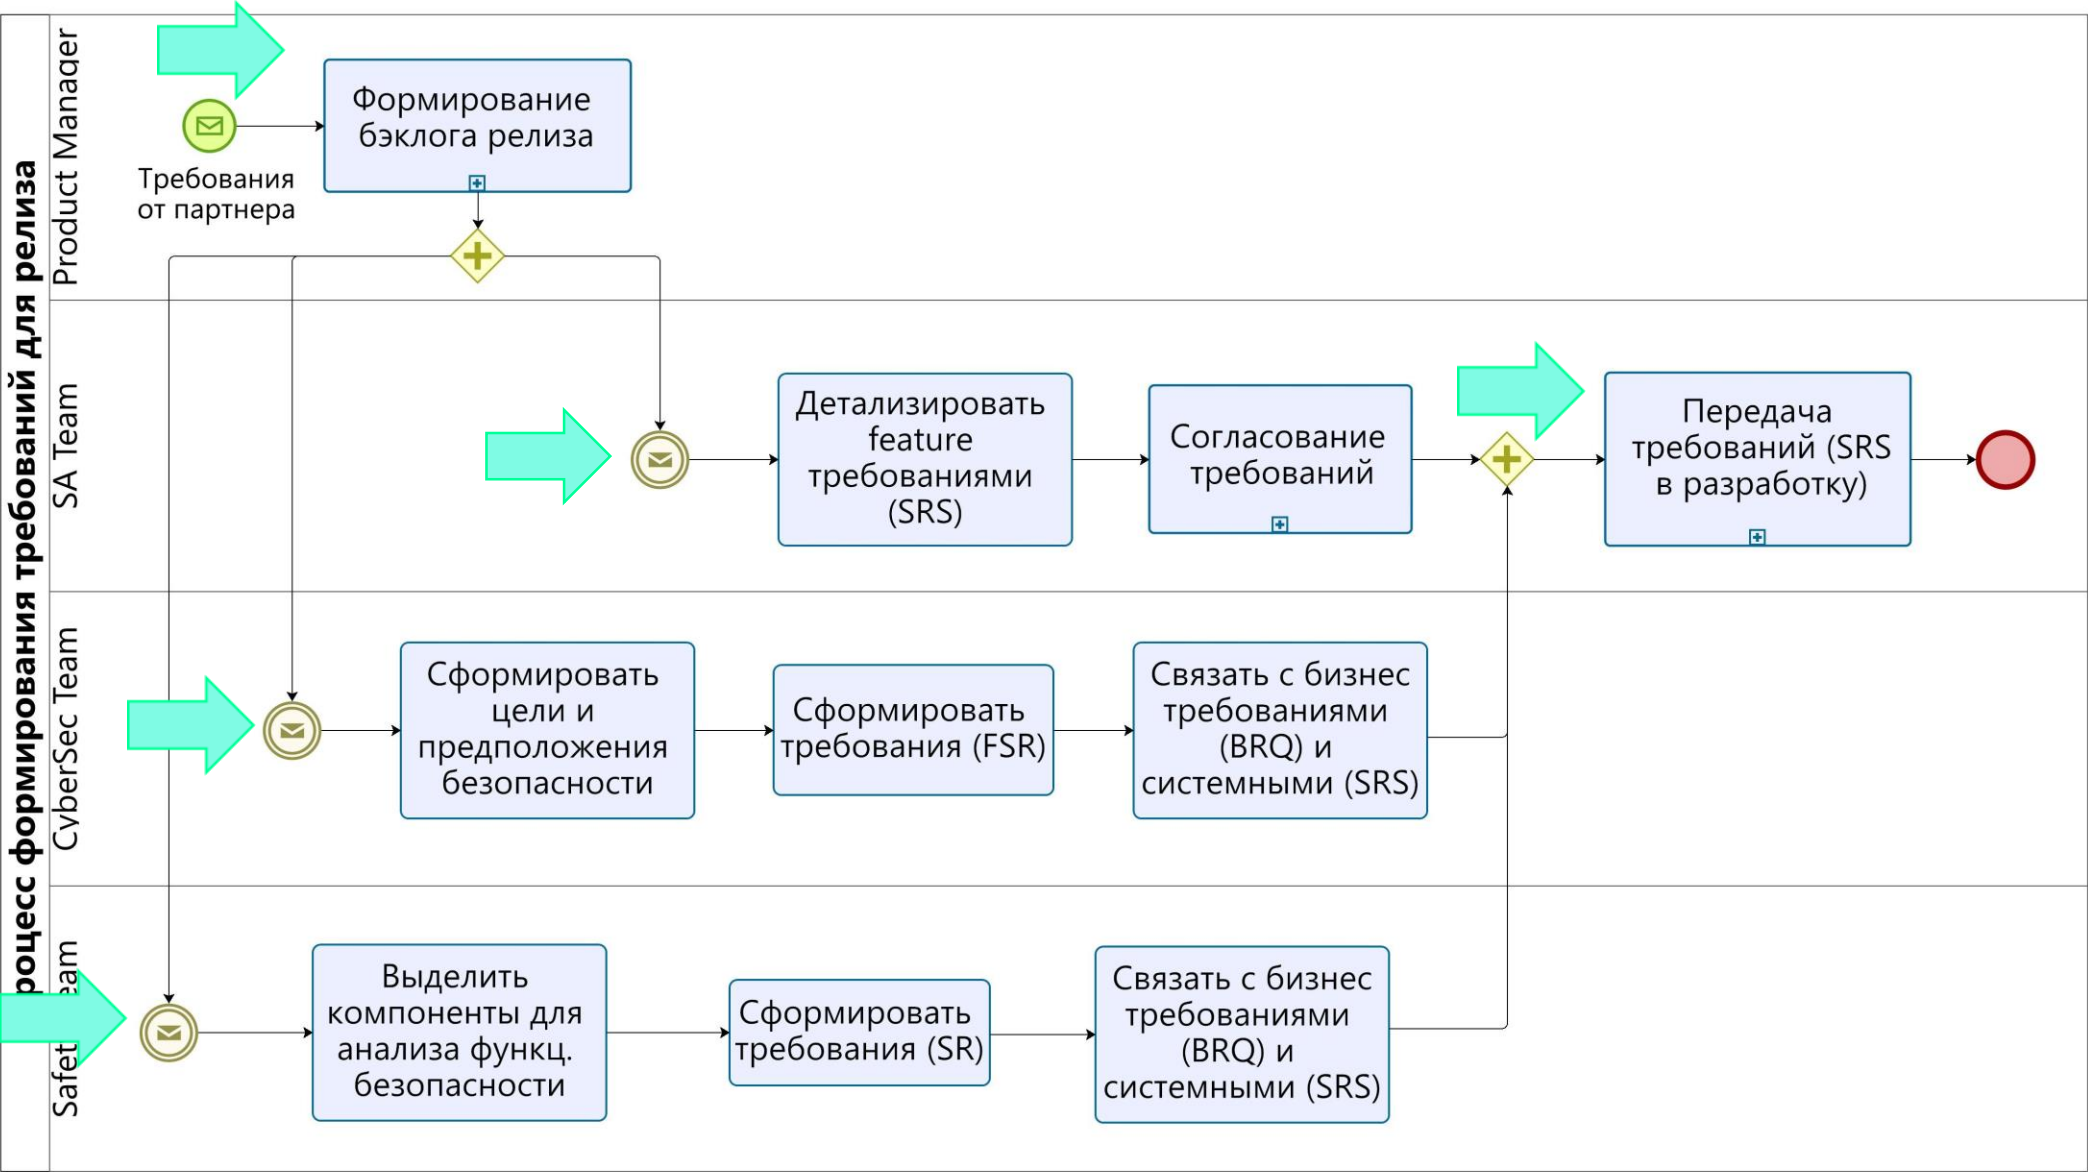 роцесс формирования требований для релиза
Product Manager
Требования
от партнера
Формирование
бэклога релиза
SA Team
Детализировать
feature
требованиями
(SRS)
Согласование
требований
Передача
требований (SRS
в разработку)
CyberSec Team
Сформировать
цели и
предположения
безопасности
Сформировать
требования (FSR)
Связать с бизнес
требованиями
(BRQ) и
системными (SRS)
Выделить
компоненты для
анализа функц.
безопасности
Сформировать
требования (SR)
Связать с бизнес
требованиями
(BRQ) и
системными (SRS)